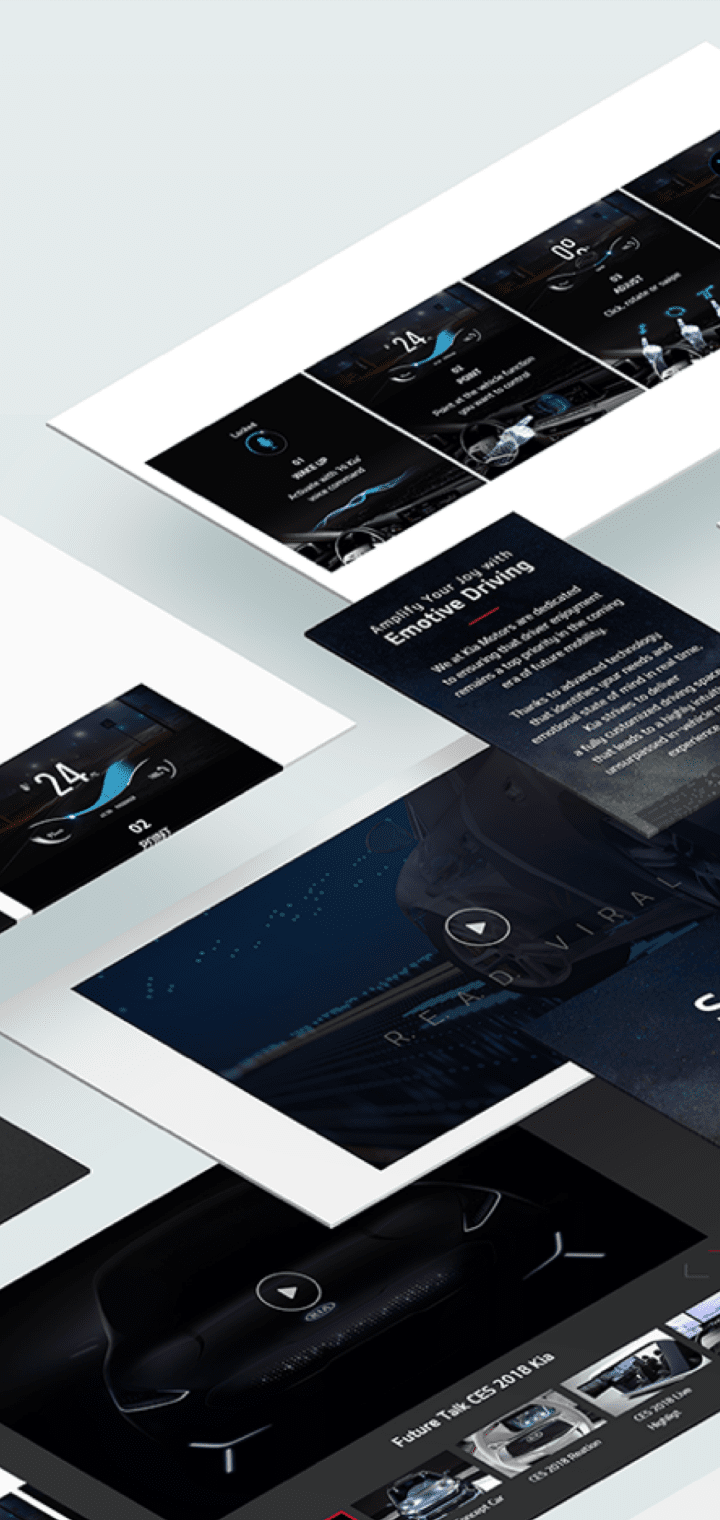 0°
03
ADJUST
Click, rotate or swipe
24
02
POINT
Point at the vehicle function
you want to control
Locked
01
WAKE UP
Activate with 'Hi Kia'
voice command
Amplify Your Joy with
Emotive Driving
We at Kia Motors are dedicated
to ensuring that driver enjoyment
remains a top priority in the coming
era of future mobility.
Thanks to advanced technology
that identifies your needs and
emotional state of mind in real time,
Kia strives to deliver
a fully customized driving space
that leads to a highly intuitiv
unsurpassed in-vehicle
experience
24
02
POINT
R.E.A.D. VIRAL
S
KIA
Future Talk CES 2018 Kia
CES 2018 Live
Highligt
CES 2018 Reation
Concept Car